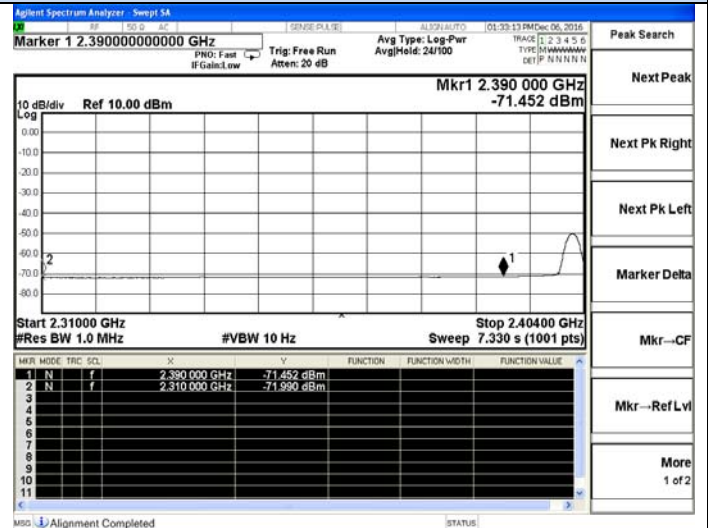 Agilent Spectrum Analyzer - Swept SA
RF 50 Ω AC SENSE:PULSE ALIGN AUTO 01:33:13 PM Dec 06, 2016
Marker 1 2.390000000000 GHz
PNO: Fast
IFGain:Low
Trig: Free Run
Atten: 20 dB
Avg Type: Log-Pwr
Avg|Held: 24/100
TRACE 1 2 3 4 5 6
TYPE MWWWWW
DET P N N N N N
Peak Search
Next Peak
Next Pk Right
Next Pk Left
Marker Delta
Mkr→CF
Mkr→Ref Lvl
More
1 of 2
Mkr1 2.390 000 GHz
-71.452 dBm
10 dB/div Ref 10.00 dBm
Log
0.00
-10.0
-20.0
-30.0
-40.0
-50.0
-60.0
-70.0
-80.0
2
1
Start 2.31000 GHz Stop 2.40400 GHz
#Res BW 1.0 MHz #VBW 10 Hz Sweep 7.330 s (1001 pts)
MKR MODE TRC SCL X Y FUNCTION FUNCTION WIDTH FUNCTION VALUE
1 N f 2.390 000 GHz -71.452 dBm
2 N f 2.310 000 GHz -71.990 dBm
3
4
5
6
7
8
9
10
11
MSG Alignment Completed STATUS